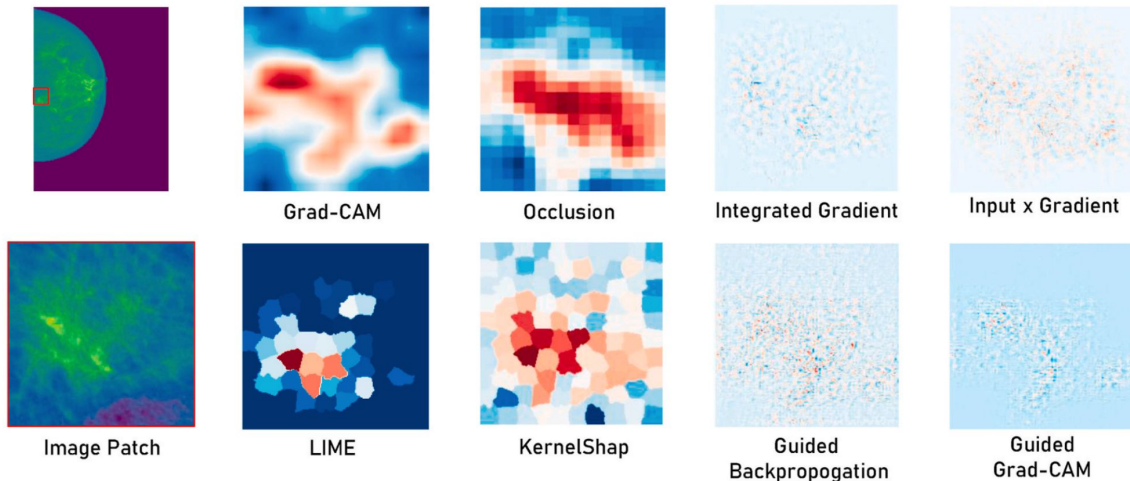 Grad-CAM
Occlusion
Integrated Gradient
Input x Gradient
Image Patch
LIME
KernelShap
Guided
Backpropogation
Guided
Grad-CAM